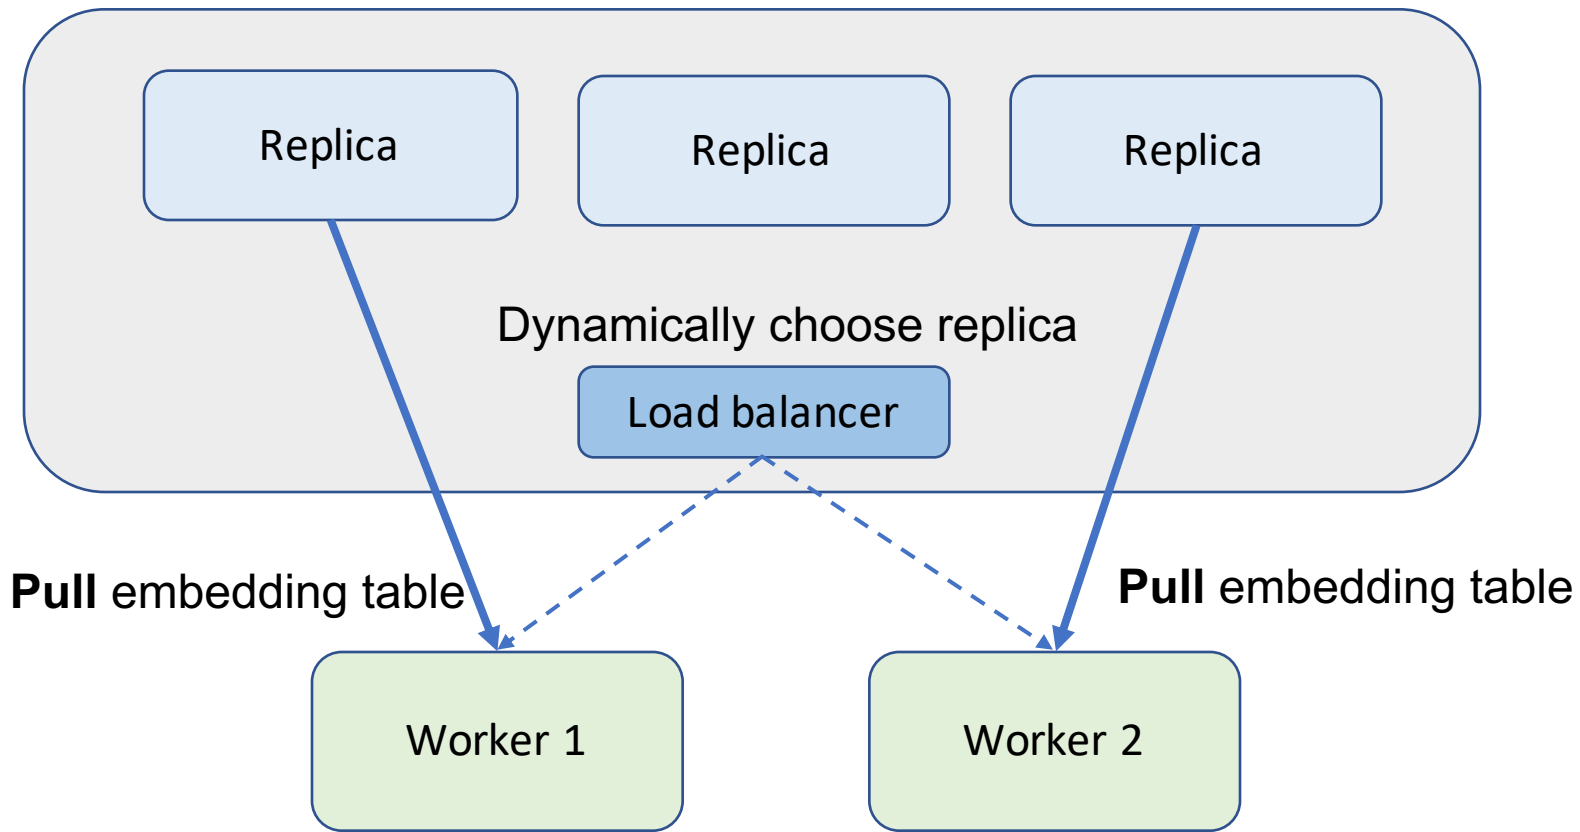 Replica
Replica
Replica
Dynamically choose replica
Load balancer
Pull embedding table
Pull embedding table
Worker 1
Worker 2